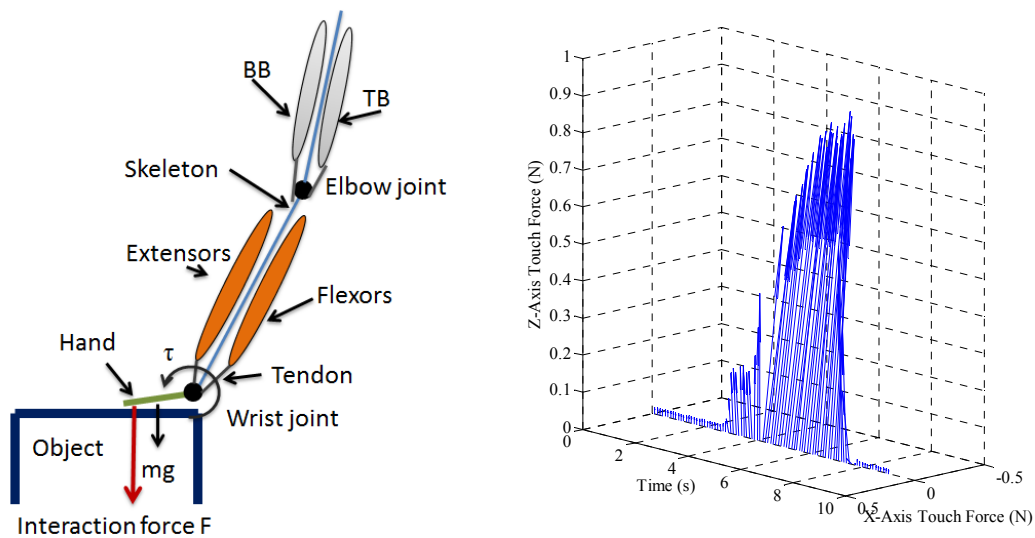 BB
TB
Skeleton
Elbow joint
Extensors
Flexors
Hand
τ
Tendon
Wrist joint
Object
mg
Interaction force F
1
0.9
0.8
0.7
0.6
0.5
0.4
0.3
0.2
0.1
0
Z-Axis Touch Force (N)
0
2
4
6
8
10
Time (s)
0.5
0
-0.5
X-Axis Touch Force (N)